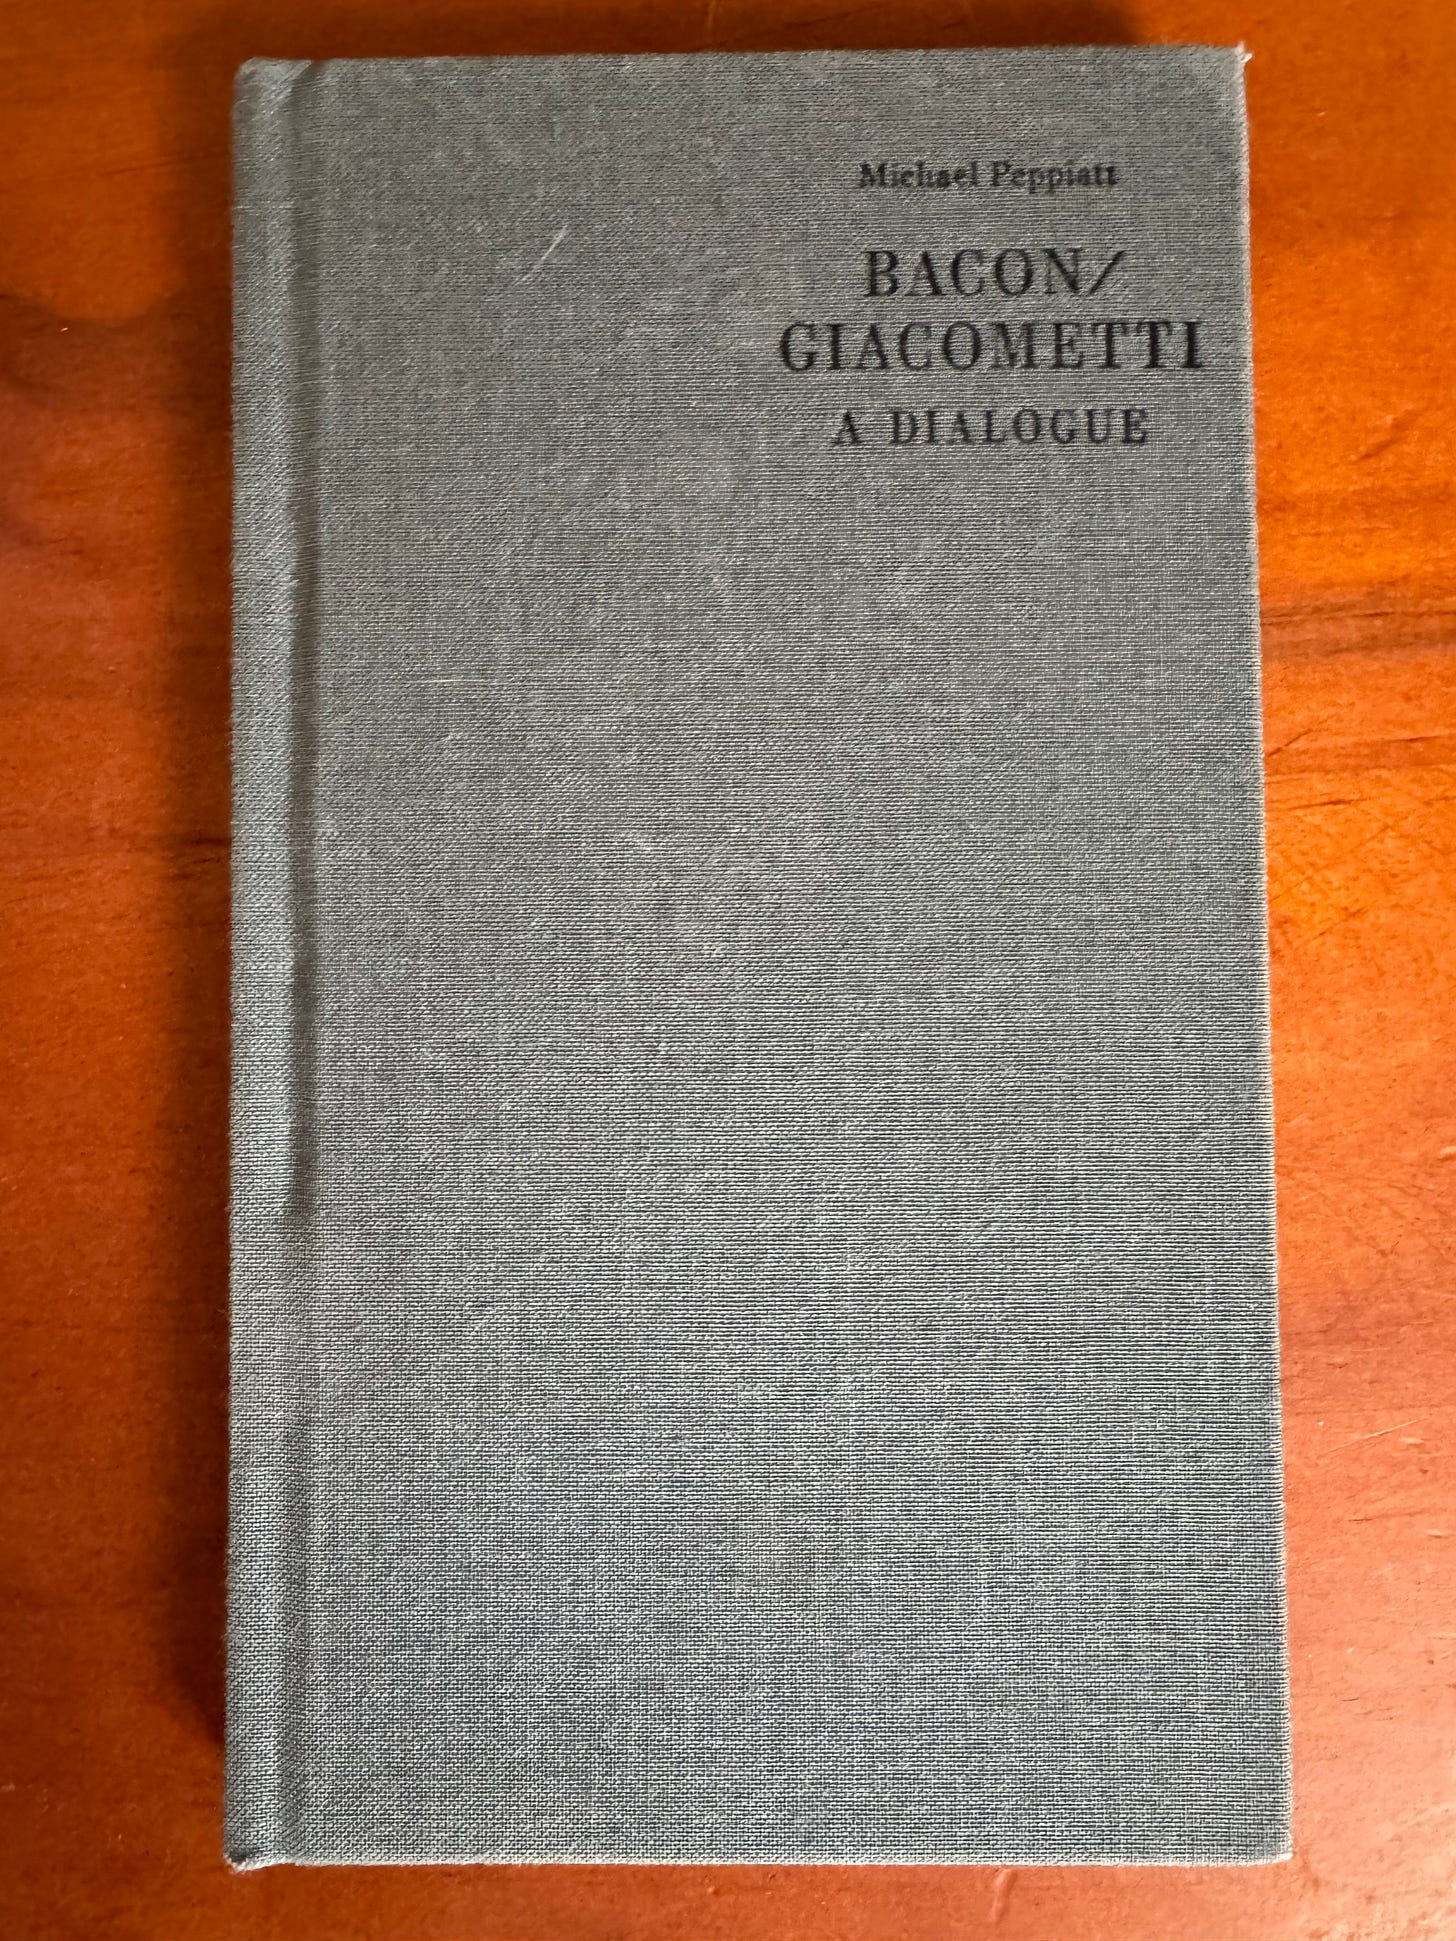 Michael Peppiatt
BACON/
GIACOMETTI
A DIALOGUE